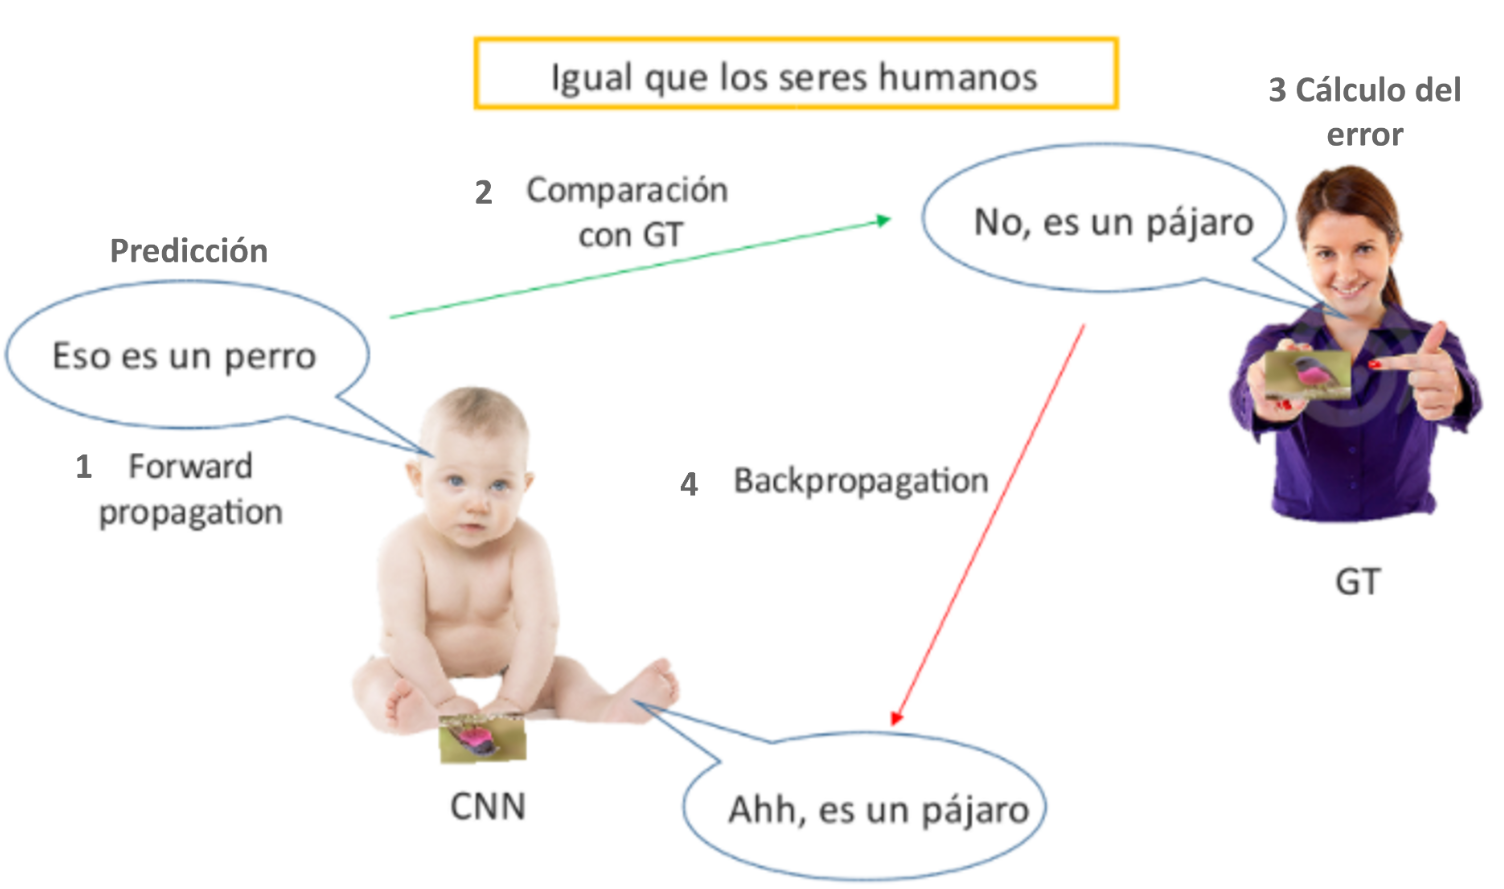 Igual que los seres humanos
3 Cálculo del
error
2 Comparación
con GT
No, es un pájaro
Predicción
Eso es un perro
1 Forward
propagation
4 Backpropagation
GT
CNN
Ahh, es un pájaro